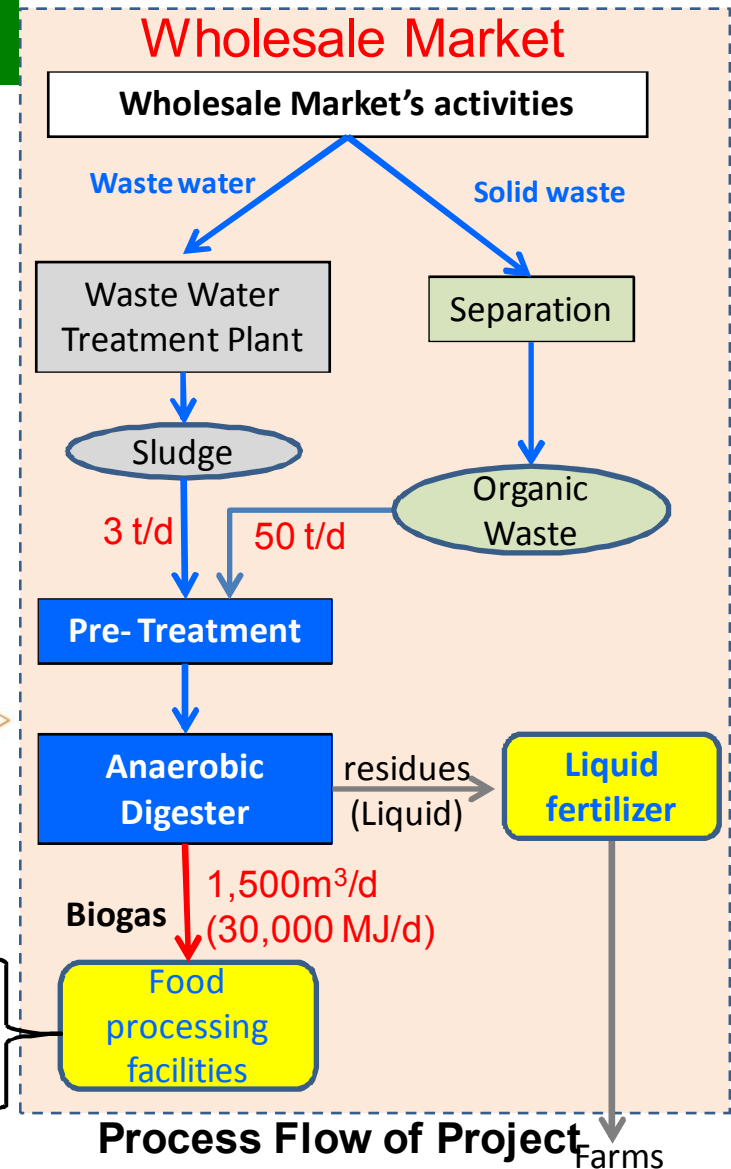 Wholesale Market
Wholesale Market's activities
Waste water
Solid waste
Waste Water
Treatment Plant
Separation
Sludge
Organic
Waste
3 t/d
50 t/d
Pre- Treatment
Anaerobic
Digester
residues
(Liquid)
Liquid
fertilizer
Biogas
1,500m³/d
(30,000 MJ/d)
Food
processing
facilities
Process Flow of Project
Farms